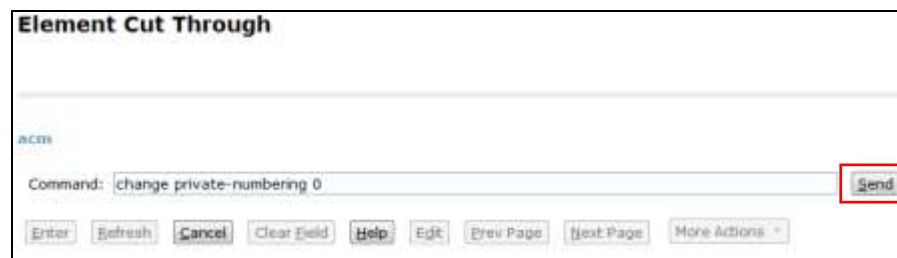 Element Cut Through
acm
Command: change private-numbering 0 Send
Enter Refresh Cancel Clear Field Help Edit Prev Page Next Page More Actions